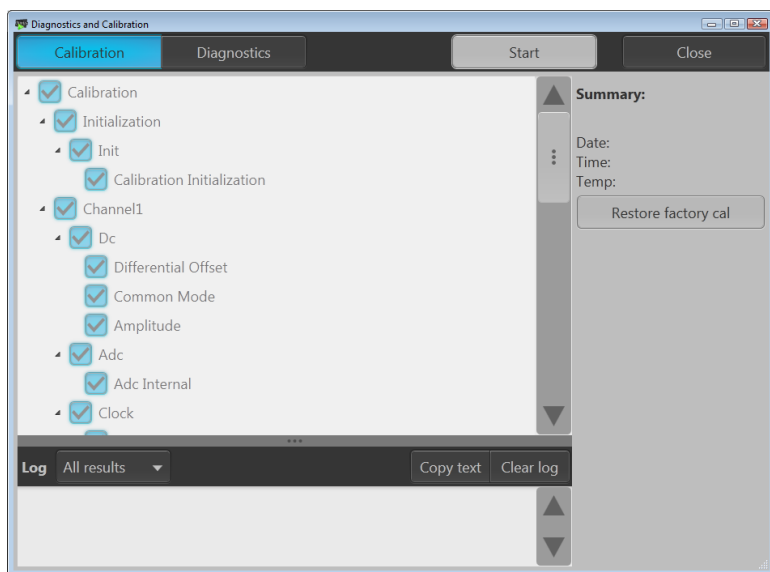 Diagnostics and Calibration
Calibration
Diagnostics
Start
Close
Calibration
Initialization
Init
Calibration Initialization
Channel1
Dc
Differential Offset
Common Mode
Amplitude
Adc
Adc Internal
Clock
Summary:
Date:
Time:
Temp:
Restore factory cal
Log
All results
Copy text
Clear log